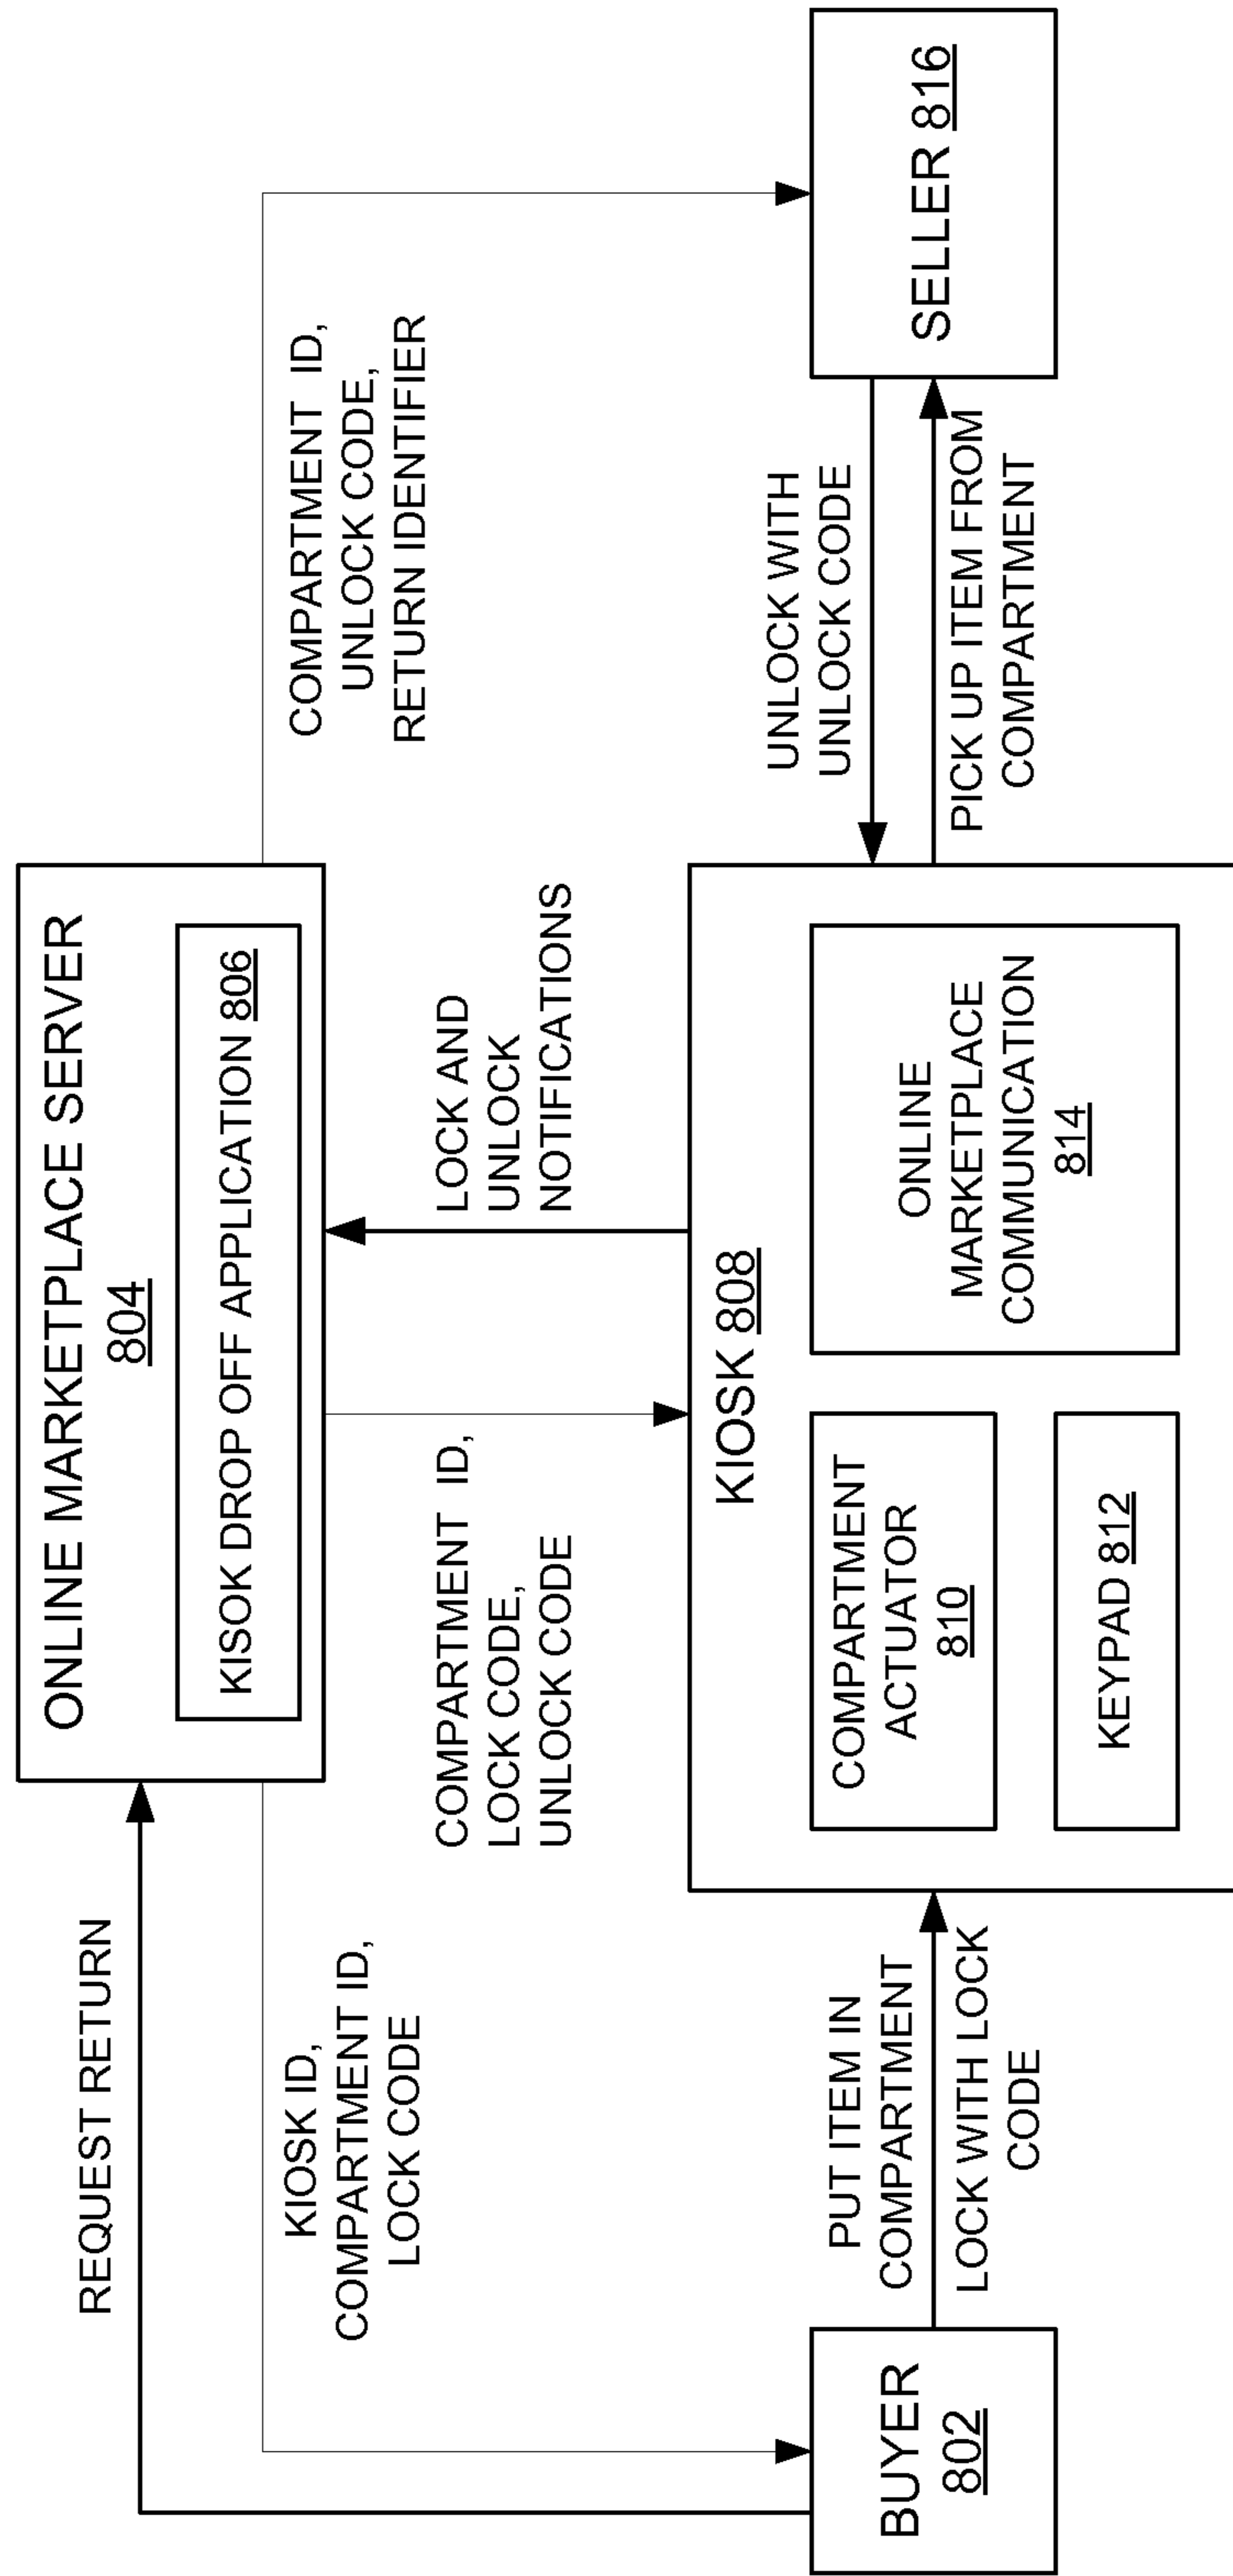 REQUEST RETURN
ONLINE MARKETPLACE SERVER
804
KISOK DROP OFF APPLICATION 806
KIOSK ID,
COMPARTMENT ID,
LOCK CODE
COMPARTMENT ID,
UNLOCK CODE,
RETURN IDENTIFIER
COMPARTMENT ID,
LOCK CODE,
UNLOCK CODE
LOCK AND
UNLOCK
NOTIFICATIONS
BUYER
802
PUT ITEM IN
COMPARTMENT
LOCK WITH LOCK
CODE
KIOSK 808
COMPARTMENT
ACTUATOR
810
KEYPAD 812
ONLINE
MARKETPLACE
COMMUNICATION
814
UNLOCK WITH
UNLOCK CODE
PICK UP ITEM FROM
COMPARTMENT
SELLER 816